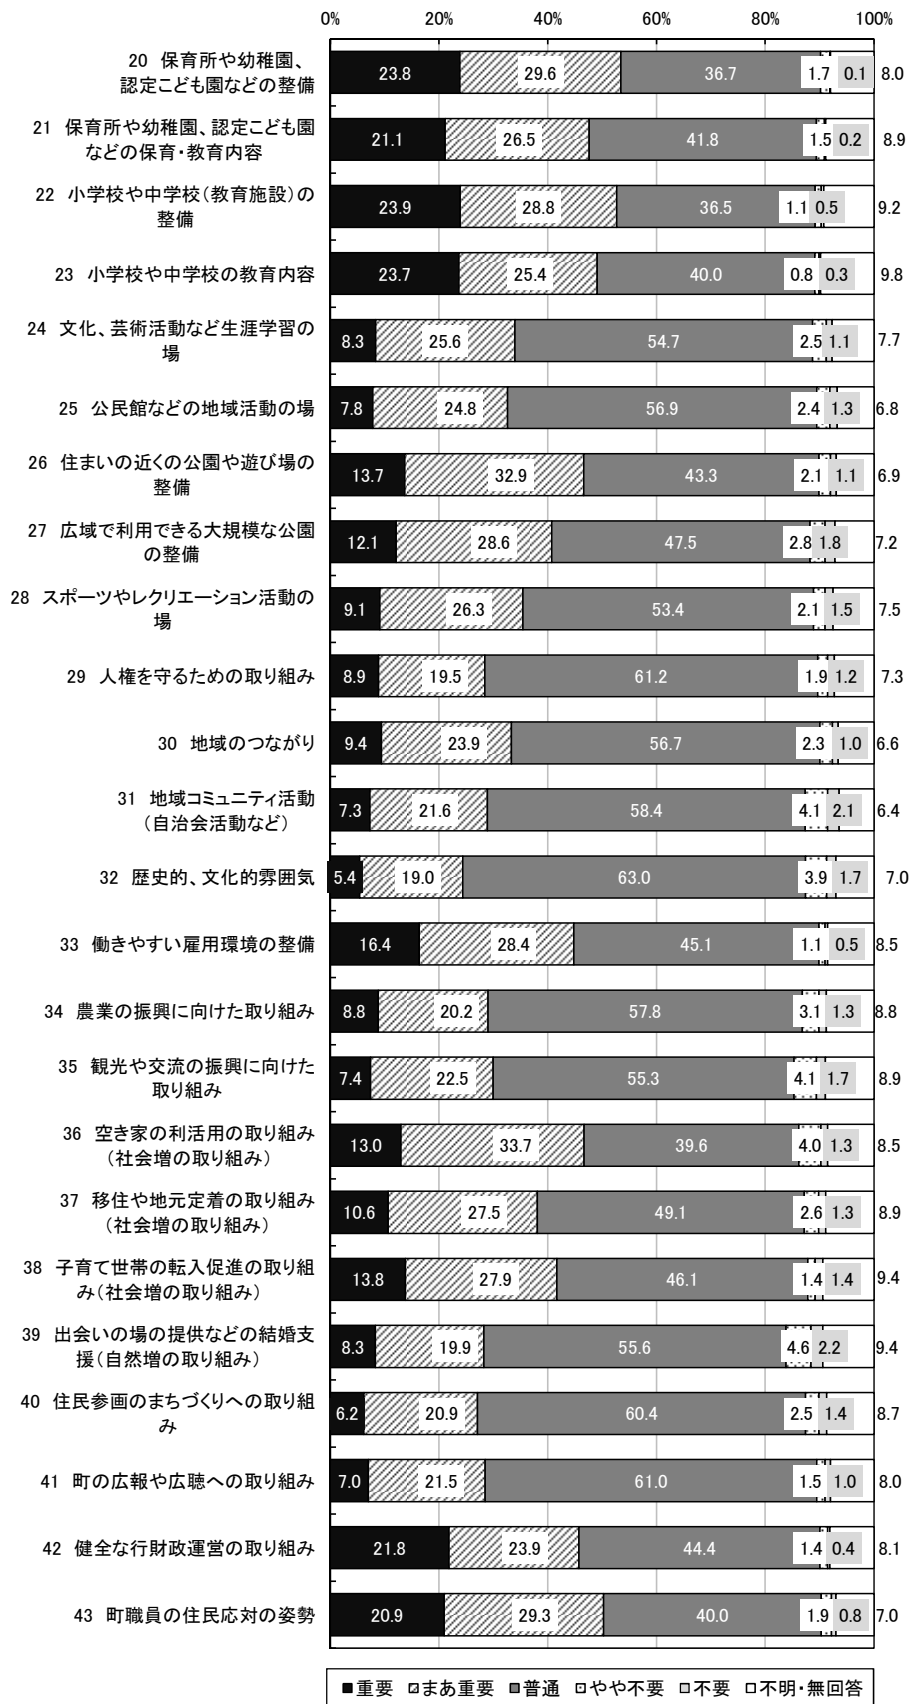 0% 20% 40% 60% 80% 100%
20 保育所や幼稚園、
認定こども園などの整備
23.8 29.6 36.7 1.7 0.1 8.0
21 保育所や幼稚園、認定こども園
などの保育・教育内容
21.1 26.5 41.8 1.5 0.2 8.9
22 小学校や中学校(教育施設)の
整備
23.9 28.8 36.5 1.1 0.5 9.2
23 小学校や中学校の教育内容
23.7 25.4 40.0 0.8 0.3 9.8
24 文化、芸術活動など生涯学習の
場
8.3 25.6 54.7 2.5 1.1 7.7
25 公民館などの地域活動の場
7.8 24.8 56.9 2.4 1.3 6.8
26 住まいの近くの公園や遊び場の
整備
13.7 32.9 43.3 2.1 1.1 6.9
27 広域で利用できる大規模な公園
の整備
12.1 28.6 47.5 2.8 1.8 7.2
28 スポーツやレクリエーション活動の
場
9.1 26.3 53.4 2.1 1.5 7.5
29 人権を守るための取り組み
8.9 19.5 61.2 1.9 1.2 7.3
30 地域のつながり
9.4 23.9 56.7 2.3 1.0 6.6
31 地域コミュニティ活動
(自治会活動など)
7.3 21.6 58.4 4.1 2.1 6.4
32 歴史的、文化的雰囲気
5.4 19.0 63.0 3.9 1.7 7.0
33 働きやすい雇用環境の整備
16.4 28.4 45.1 1.1 0.5 8.5
34 農業の振興に向けた取り組み
8.8 20.2 57.8 3.1 1.3 8.8
35 観光や交流の振興に向けた
取り組み
7.4 22.5 55.3 4.1 1.7 8.9
36 空き家の利活用の取り組み
(社会増の取り組み)
13.0 33.7 39.6 4.0 1.3 8.5
37 移住や地元定着の取り組み
(社会増の取り組み)
10.6 27.5 49.1 2.6 1.3 8.9
38 子育て世帯の転入促進の取り組
み(社会増の取り組み)
13.8 27.9 46.1 1.4 1.4 9.4
39 出会いの場の提供などの結婚支
援(自然増の取り組み)
8.3 19.9 55.6 4.6 2.2 9.4
40 住民参画のまちづくりへの取り組
み
6.2 20.9 60.4 2.5 1.4 8.7
41 町の広報や広聴への取り組み
7.0 21.5 61.0 1.5 1.0 8.0
42 健全な行財政運営の取り組み
21.8 23.9 44.4 1.4 0.4 8.1
43 町職員の住民応対の姿勢
20.9 29.3 40.0 1.9 0.8 7.0
重要 まあ重要 普通 やや不要 不要 不明・無回答